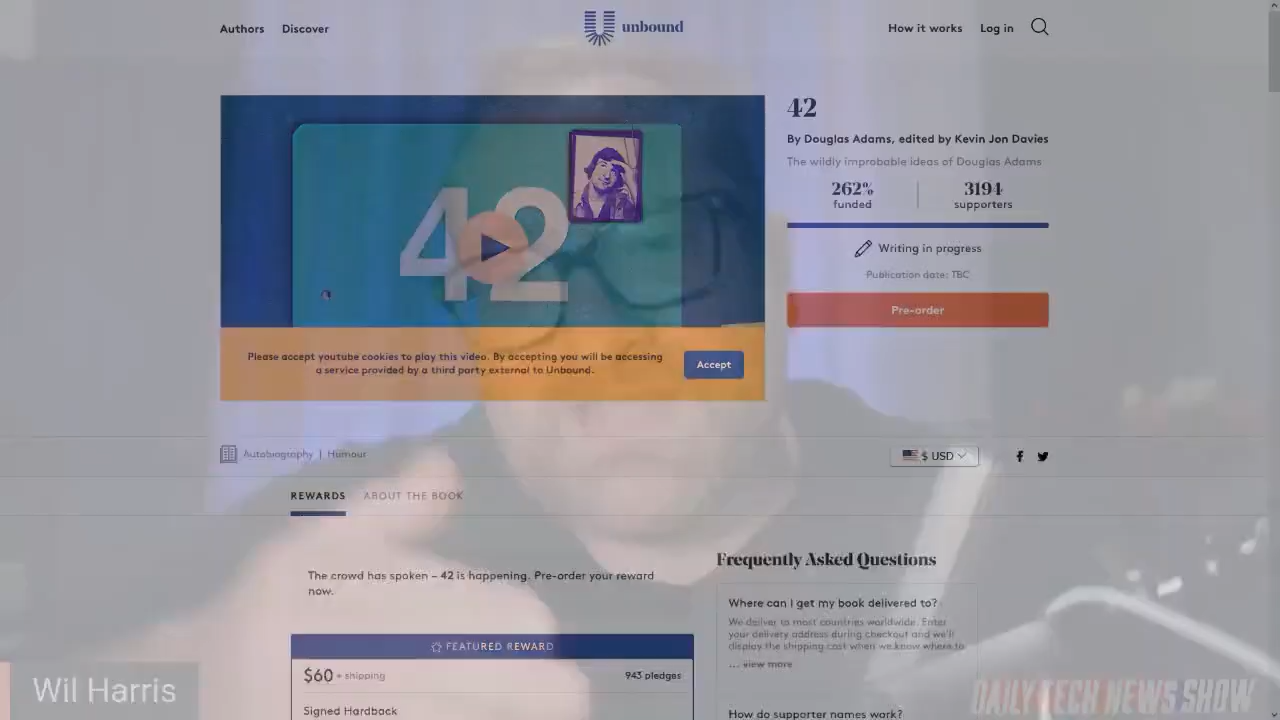 Authors
Discover
unbound
How it works
Log in
42
42
By Douglas Adams, edited by Kevin Jon Davies
The wildly improbable ideas of Douglas Adams
262%
funded
3194
supporters
Writing in progress
Publication date: TBC
Pre-order
Please accept youtube cookies to play this video. By accepting you will be accessing
a service provided by a third party external to Unbound.
Accept
Autobiography | Humour
$ USD
REWARDS
ABOUT THE BOOK
The crowd has spoken – 42 is happening. Pre-order your reward
now.
FEATURED REWARD
$60 + shipping
943 pledges
Signed Hardback
Frequently Asked Questions
Where can I get my book delivered to?
We deliver to most countries worldwide. Enter
your delivery address during checkout and we'll
display the shipping cost when we know where to
... view more
How do supporter names work?
Wil Harris
DAILY TECH NEWS SHOW